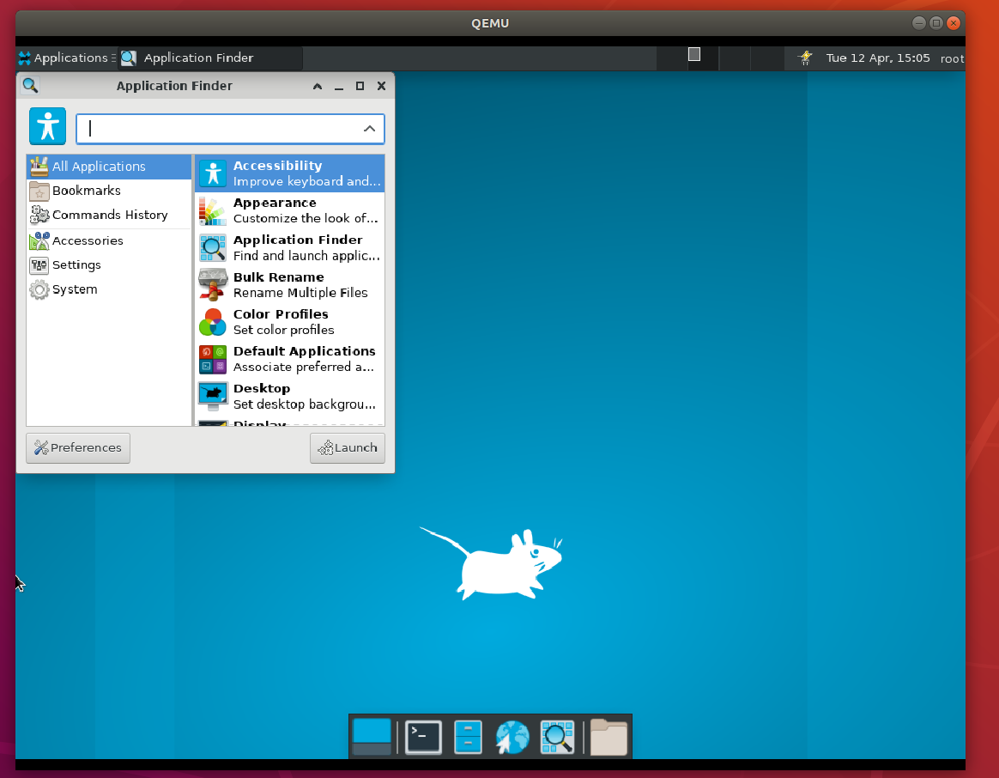 QEMU
Applications
Application Finder
Tue 12 Apr, 15:05
root
Application Finder
All Applications
Bookmarks
Commands History
Accessories
Settings
System
Accessibility
Improve keyboard and...
Appearance
Customize the look of...
Application Finder
Find and launch applic...
Bulk Rename
Rename Multiple Files
Color Profiles
Set color profiles
Default Applications
Associate preferred a...
Desktop
Set desktop backgrou...
Display
Preferences
Launch